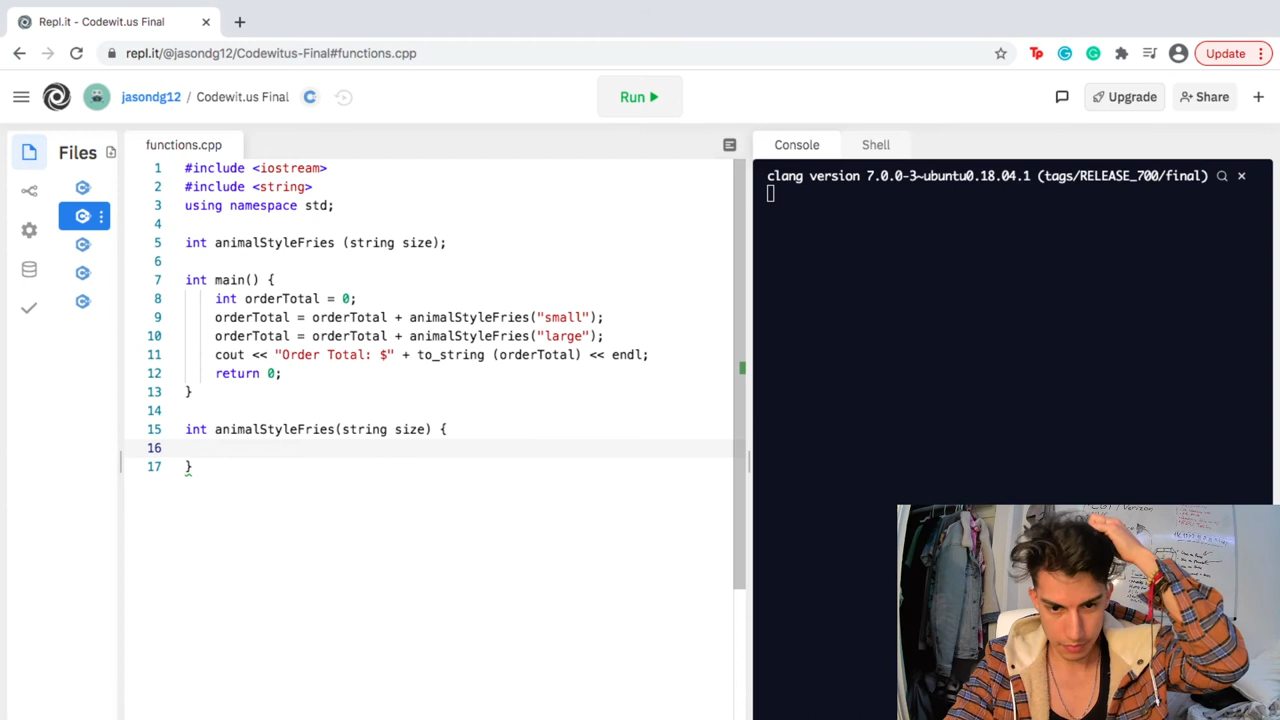 Repl.it - Codewit.us Final
repl.it/@jasondg12/Codewitus-Final#functions.cpp
Update
jasondg12 / Codewit.us Final
Run
Upgrade
Share
Files
functions.cpp
Console
Shell
1 #include <iostream>
2 #include <string>
3 using namespace std;
4
5 int animalStyleFries (string size);
6
7 int main() {
8 int orderTotal = 0;
9 orderTotal = orderTotal + animalStyleFries("small");
10 orderTotal = orderTotal + animalStyleFries("large");
11 cout << "Order Total: $" + to_string (orderTotal) << endl;
12 return 0;
13 }
14
15 int animalStyleFries(string size) {
16
17 }
clang version 7.0.0-3~ubuntu0.18.04.1 (tags/RELEASE_700/final)